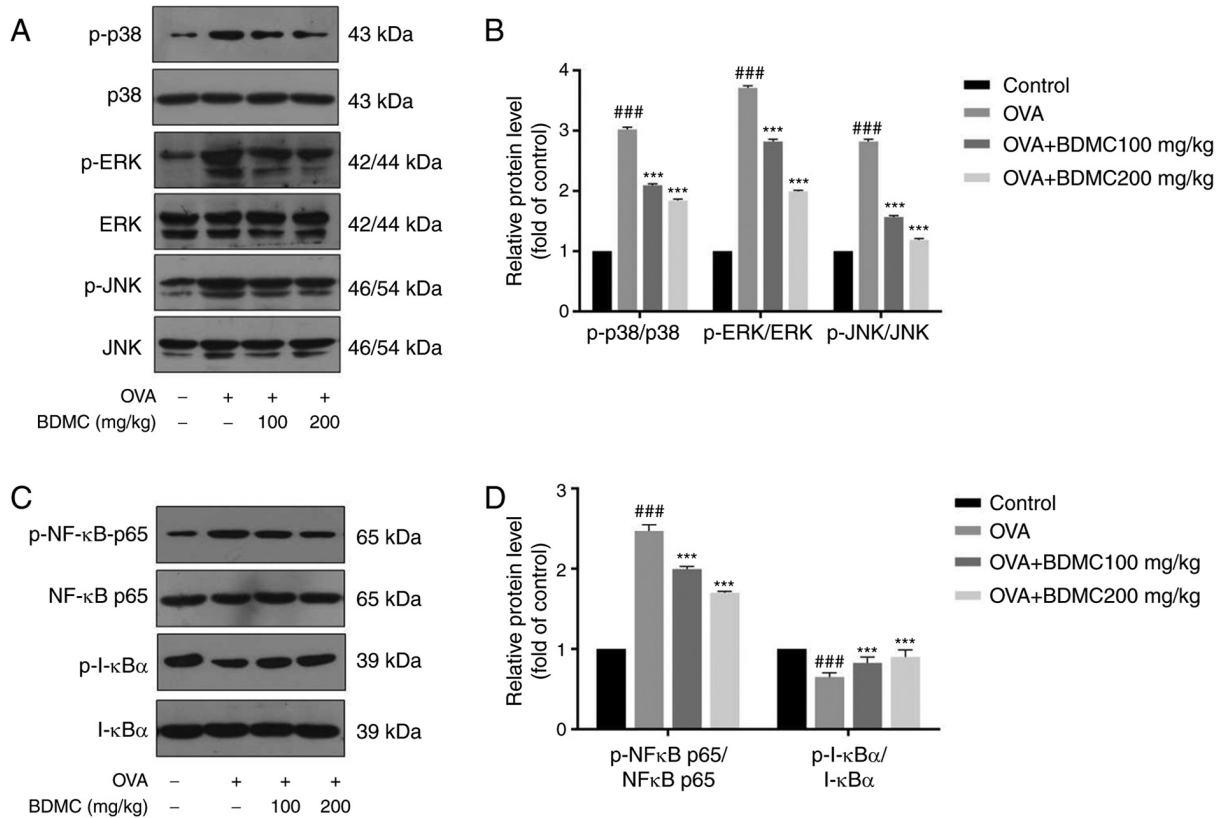 A
p-p38 43 kDa
p38 43 kDa
p-ERK 42/44 kDa
ERK 42/44 kDa
p-JNK 46/54 kDa
JNK 46/54 kDa
OVA – + + +
BDMC (mg/kg) – – 100 200
B
Relative protein level
(fold of control)
4
3
2
1
0
###
***
***
###
***
***
###
***
***
p-p38/p38 p-ERK/ERK p-JNK/JNK
Control
OVA
OVA+BDMC100 mg/kg
OVA+BDMC200 mg/kg
C
p-NF-κB-p65 65 kDa
NF-κB p65 65 kDa
p-I-κBα 39 kDa
I-κBα 39 kDa
OVA – + + +
BDMC (mg/kg) – – 100 200
D
Relative protein level
(fold of control)
3
2
1
0
###
***
***
###
***
***
p-NFκB p65/
NFκB p65
p-I-κBα/
I-κBα
Control
OVA
OVA+BDMC100 mg/kg
OVA+BDMC200 mg/kg